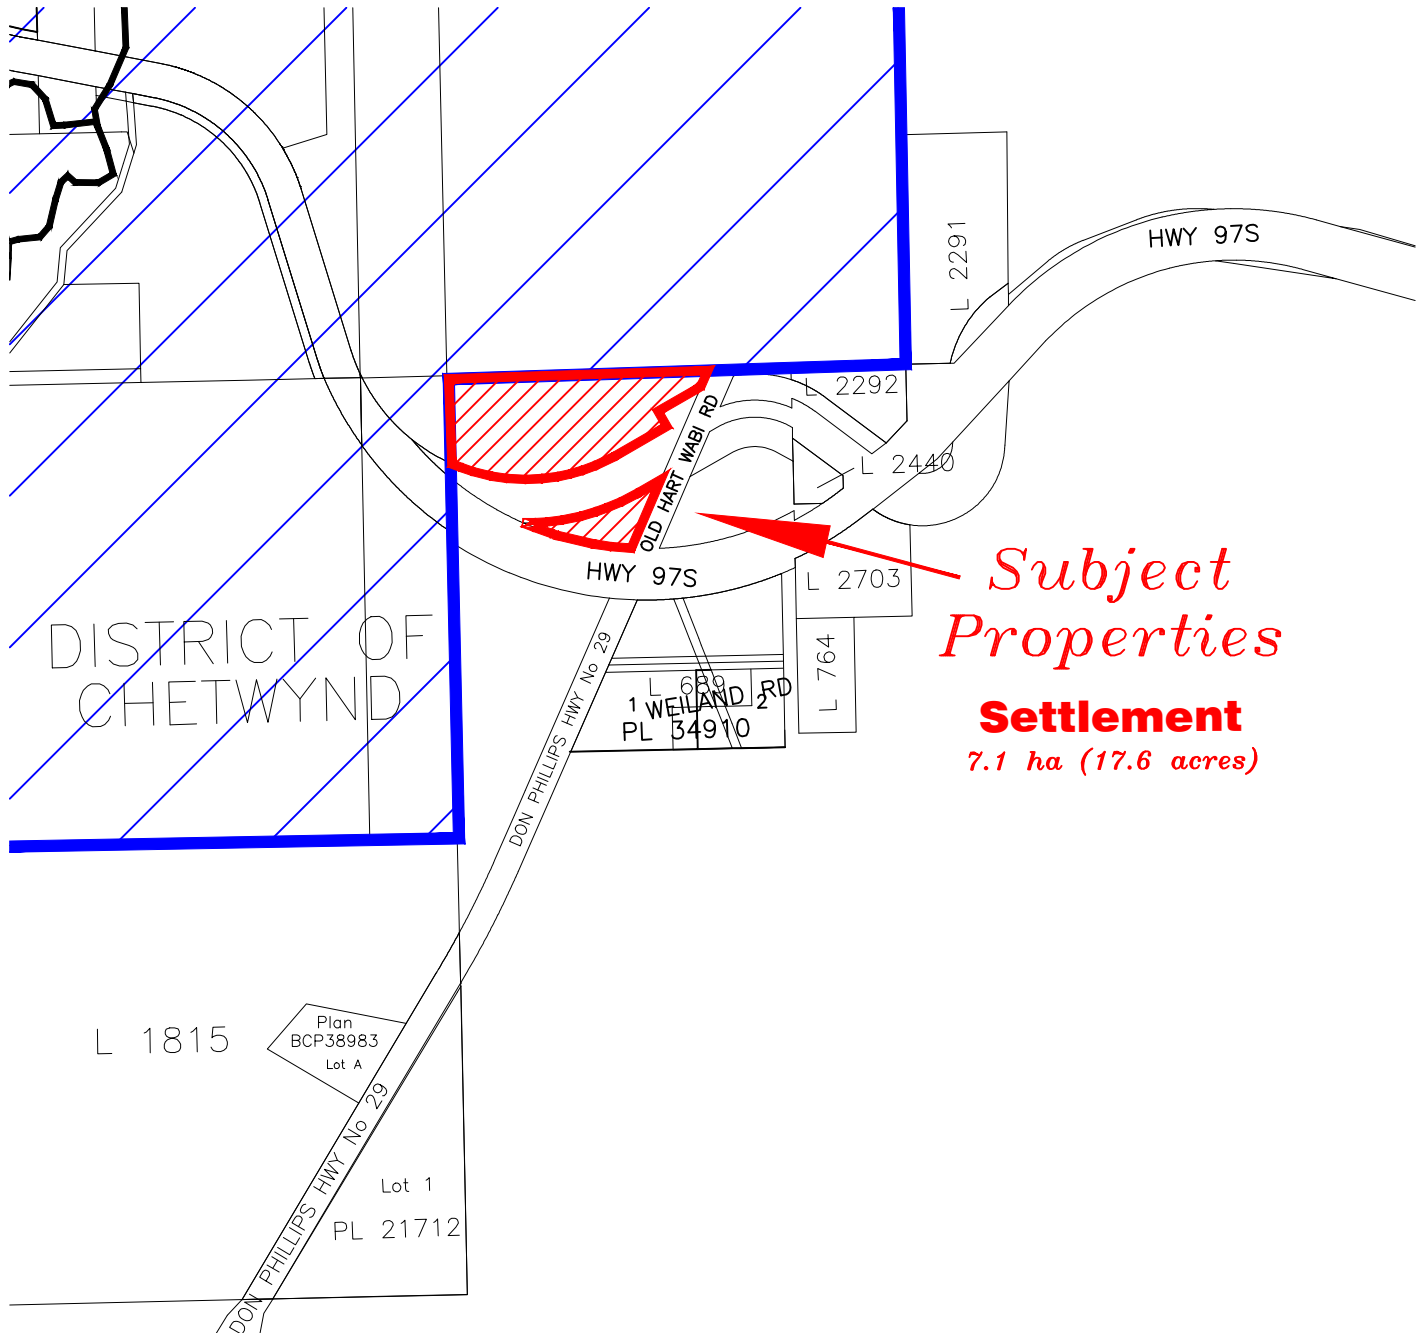 HWY 97S
L 2291
L 2292
OLD HART WABI RD
L 2440
HWY 97S
L 2703
Subject
Properties
Settlement
7.1 ha (17.6 acres)
DISTRICT OF
CHETWYND
L 764
L 689
1 WEILAND RD
2
PL 34910
DON PHILLIPS HWY No 29
L 1815
Plan
BCP38983
Lot A
DON PHILLIPS HWY No 29
Lot 1
PL 21712